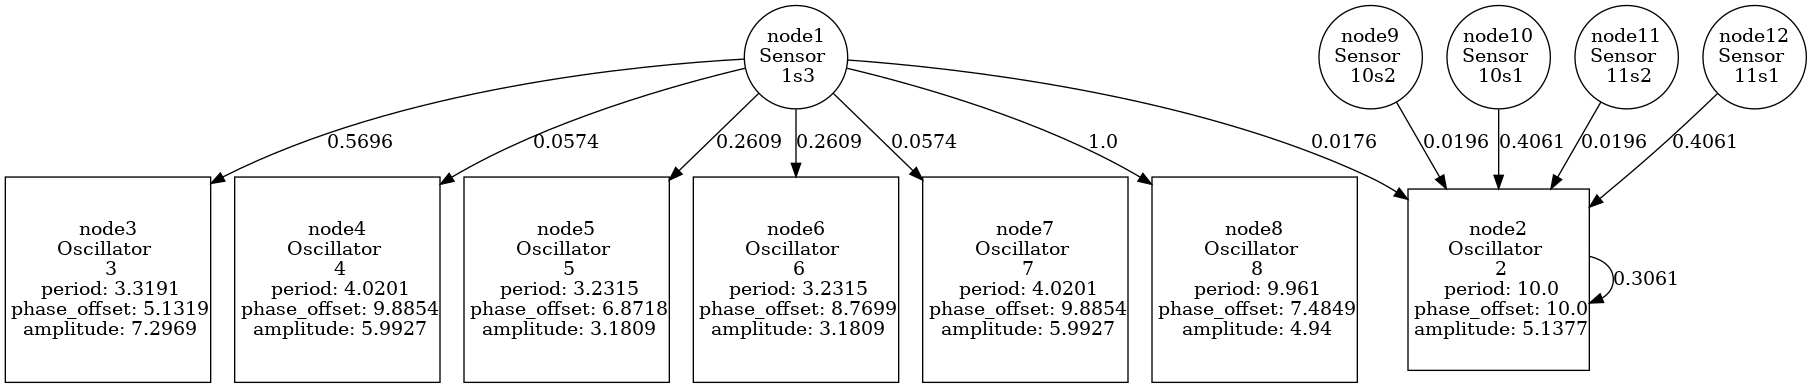 node1
Sensor
1s3
node9
Sensor
10s2
node10
Sensor
10s1
node11
Sensor
11s2
node12
Sensor
11s1
0.5696
0.0574
0.2609
0.2609
0.0574
1.0
0.0176
0.0196
0.4061
0.0196
0.4061
node3
Oscillator
3
period: 3.3191
phase_offset: 5.1319
amplitude: 7.2969
node4
Oscillator
4
period: 4.0201
phase_offset: 9.8854
amplitude: 5.9927
node5
Oscillator
5
period: 3.2315
phase_offset: 6.8718
amplitude: 3.1809
node6
Oscillator
6
period: 3.2315
phase_offset: 8.7699
amplitude: 3.1809
node7
Oscillator
7
period: 4.0201
phase_offset: 9.8854
amplitude: 5.9927
node8
Oscillator
8
period: 9.961
phase_offset: 7.4849
amplitude: 4.94
node2
Oscillator
2
period: 10.0
phase_offset: 10.0
amplitude: 5.1377
0.3061